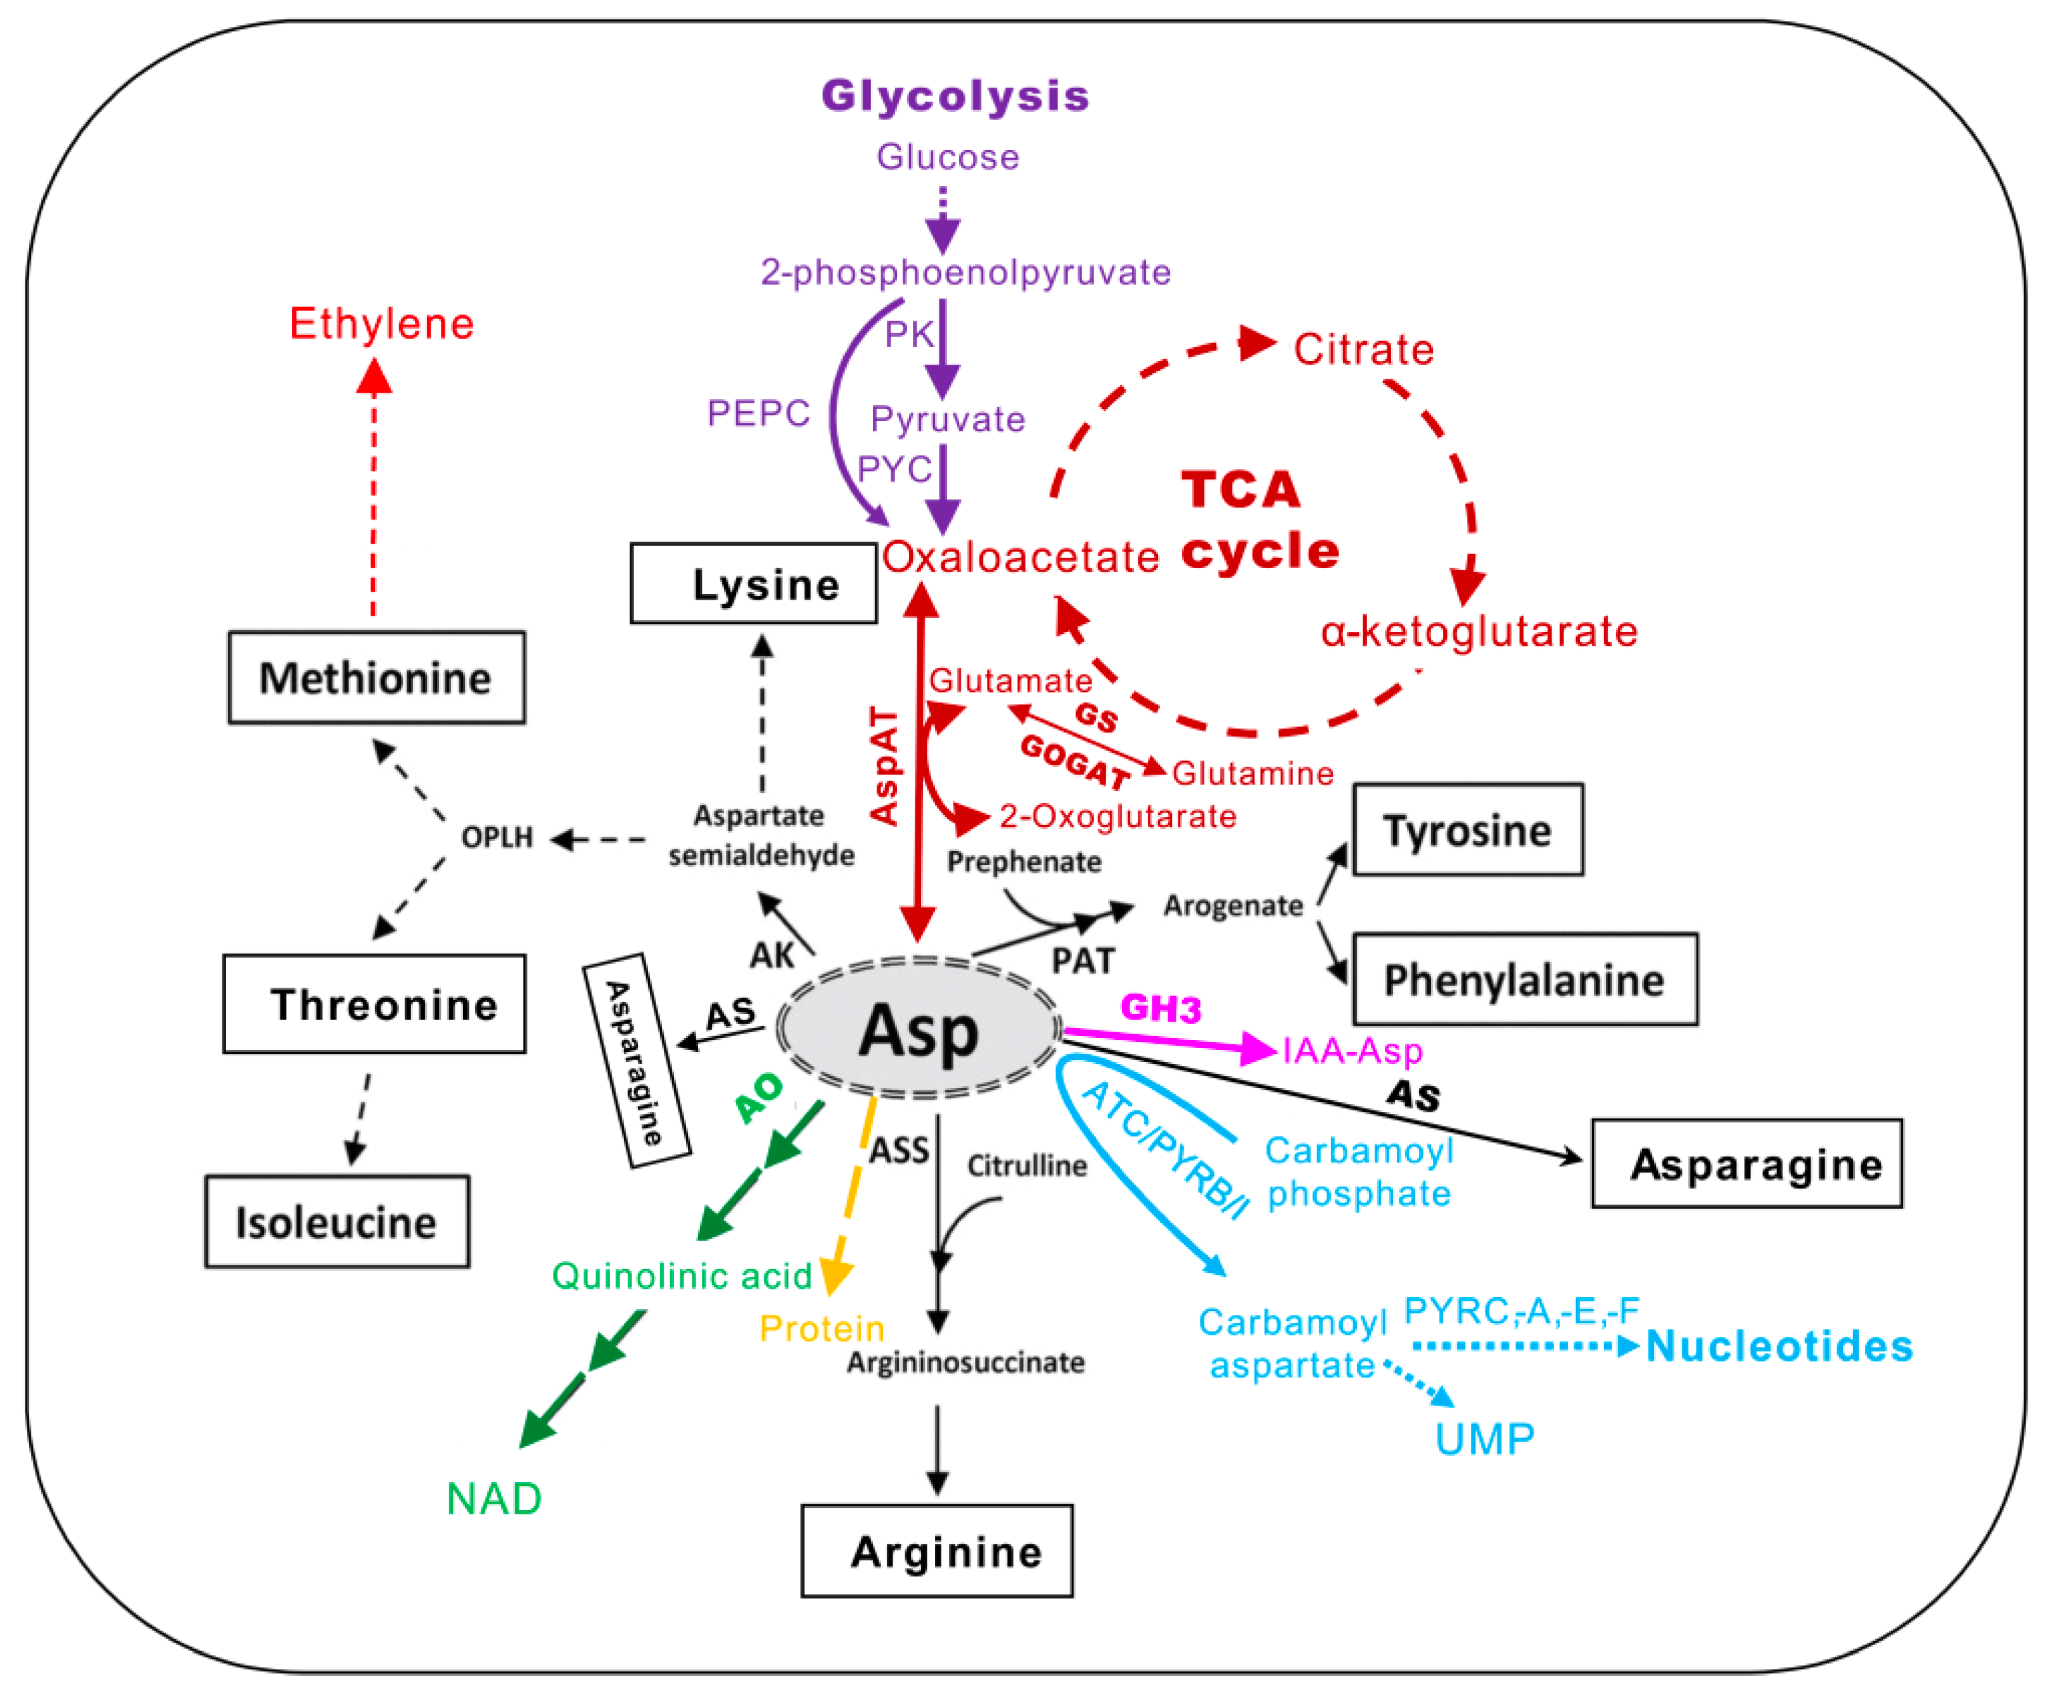 Glycolysis
Glucose
2-phosphoenolpyruvate
PK
PEPC
Pyruvate
PYC
Ethylene
Citrate
TCA
cycle
Oxaloacetate
Lysine
α-ketoglutarate
Methionine
Glutamate
GS
GOGAT
AspAT
Glutamine
2-Oxoglutarate
Aspartate
semialdehyde
OPLH
Prephenate
Tyrosine
Arogenate
AK
PAT
Phenylalanine
Threonine
Asparagine
AS
Asp
GH3
IAA-Asp
AO
AS
ATC/PYRB/I
ASS
Citrulline
Carbamoyl
phosphate
Asparagine
Isoleucine
Quinolinic acid
Protein
Argininosuccinate
Carbamoyl
aspartate
PYRC,-A,-E,-F
Nucleotides
UMP
NAD
Arginine